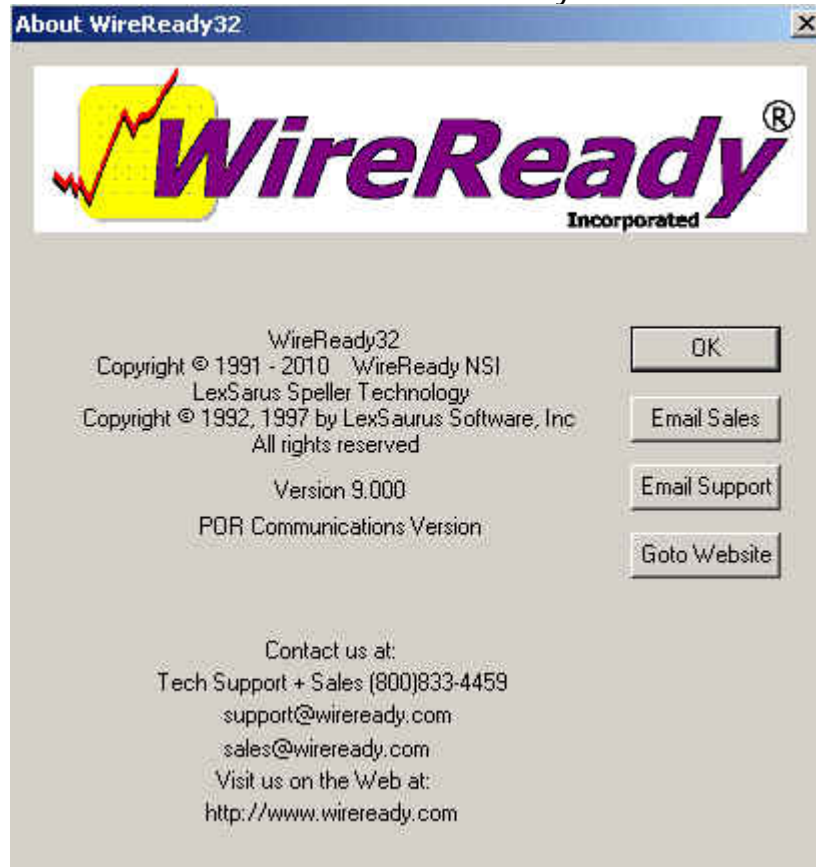 About WireReady32
WireReady®
Incorporated
WireReady32
Copyright © 1991 - 2010 WireReady NSI
LexSarus Speller Technology
Copyright © 1992, 1997 by LexSaurus Software, Inc
All rights reserved
Version 9.000
POR Communications Version
OK
Email Sales
Email Support
Goto Website
Contact us at:
Tech Support + Sales (800)833-4459
support@wireready.com
sales@wireready.com
Visit us on the Web at:
http://www.wireready.com